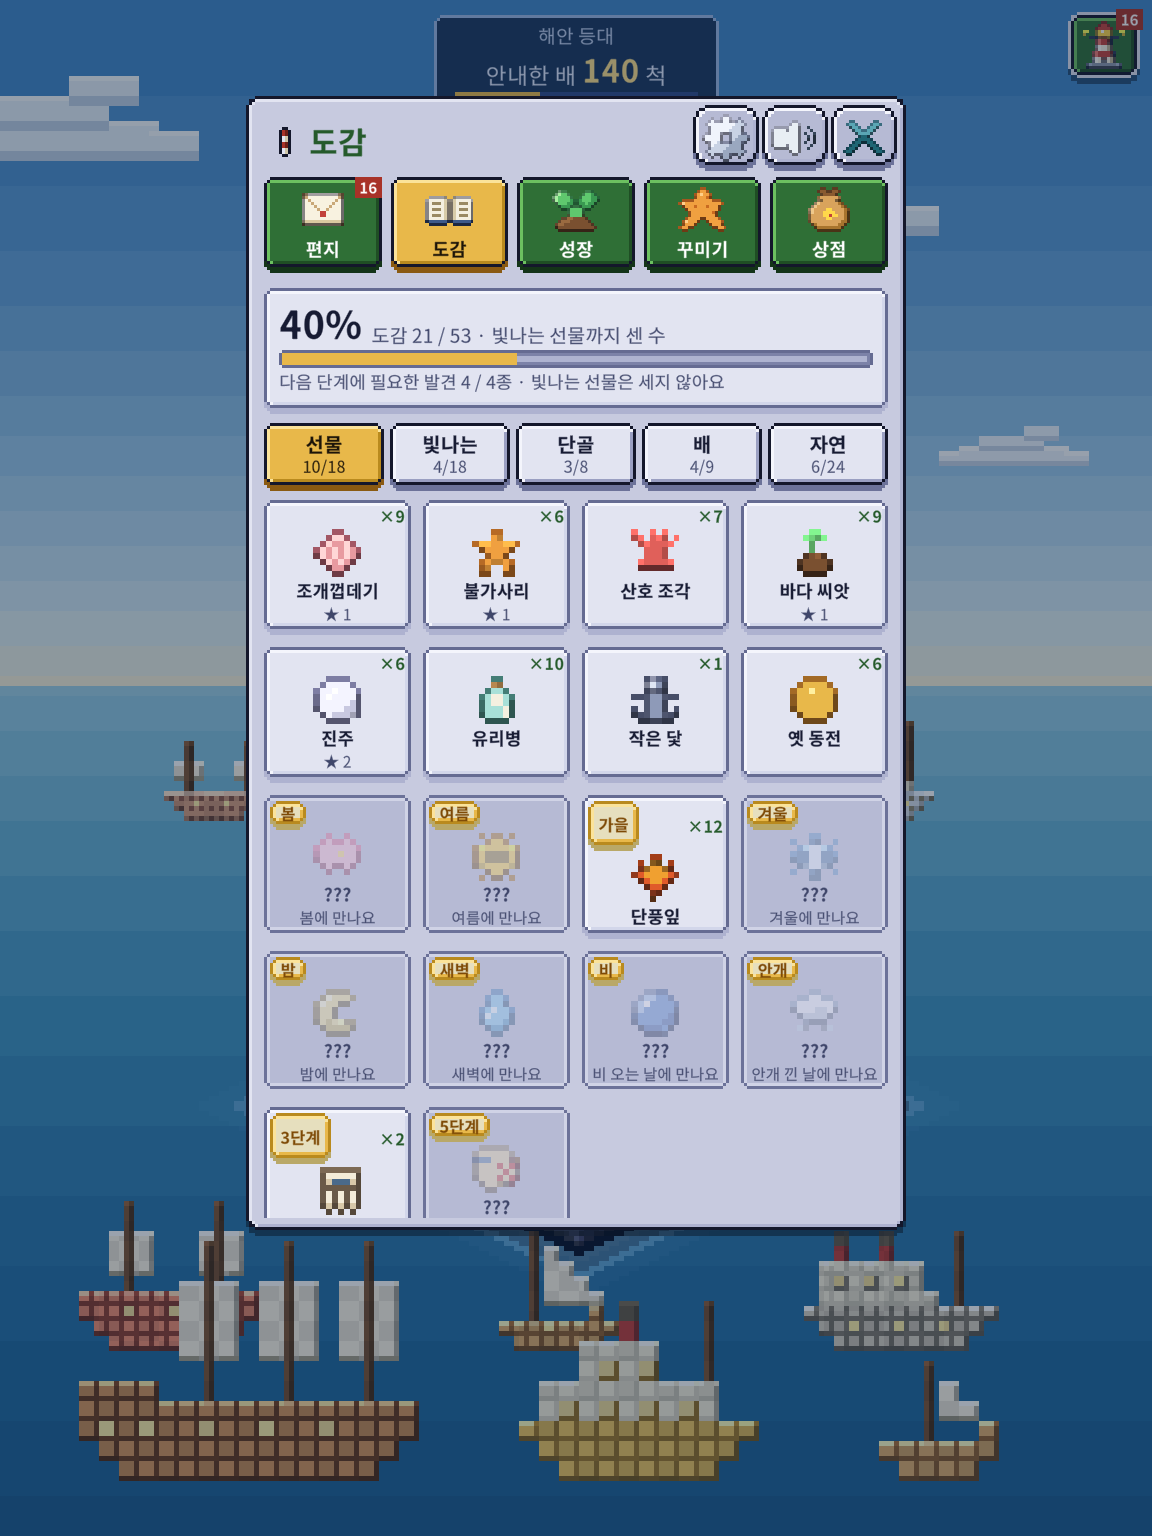 해안 등대
안내한 배 140 척
16
도감
16
편지
도감
성장
꾸미기
상점
40% 도감 21 / 53 · 빛나는 선물까지 센 수
다음 단계에 필요한 발견 4 / 4종 · 빛나는 선물은 세지 않아요
선물
10/18
빛나는
4/18
단골
3/8
배
4/9
자연
6/24
×9
조개껍데기
★ 1
×6
불가사리
★ 1
×7
산호 조각
×9
바다 씨앗
★ 1
×6
진주
★ 2
×10
유리병
×1
작은 닻
×6
옛 동전
봄
???
봄에 만나요
여름
???
여름에 만나요
가을
×12
단풍잎
겨울
???
겨울에 만나요
밤
???
밤에 만나요
새벽
???
새벽에 만나요
비
???
비 오는 날에 만나요
안개
???
안개 낀 날에 만나요
3단계
×2
5단계
???